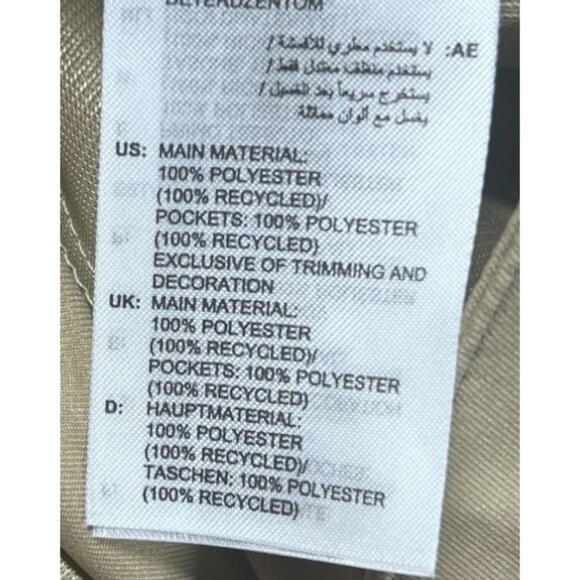 DETERDZENTOM
AE: لا يستخدم مطري للأقمشة /
يستخدم منظف معتدل فقط /
يستخرج سريعاً بعد الغسيل /
يغسل مع ألوان مماثلة
US: MAIN MATERIAL:
100% POLYESTER
(100% RECYCLED)/
POCKETS: 100% POLYESTER
(100% RECYCLED)
EXCLUSIVE OF TRIMMING AND
DECORATION
UK: MAIN MATERIAL:
100% POLYESTER
(100% RECYCLED)/
POCKETS: 100% POLYESTER
(100% RECYCLED)
D: HAUPTMATERIAL:
100% POLYESTER
(100% RECYCLED)/
TASCHEN: 100% POLYESTER
(100% RECYCLED)